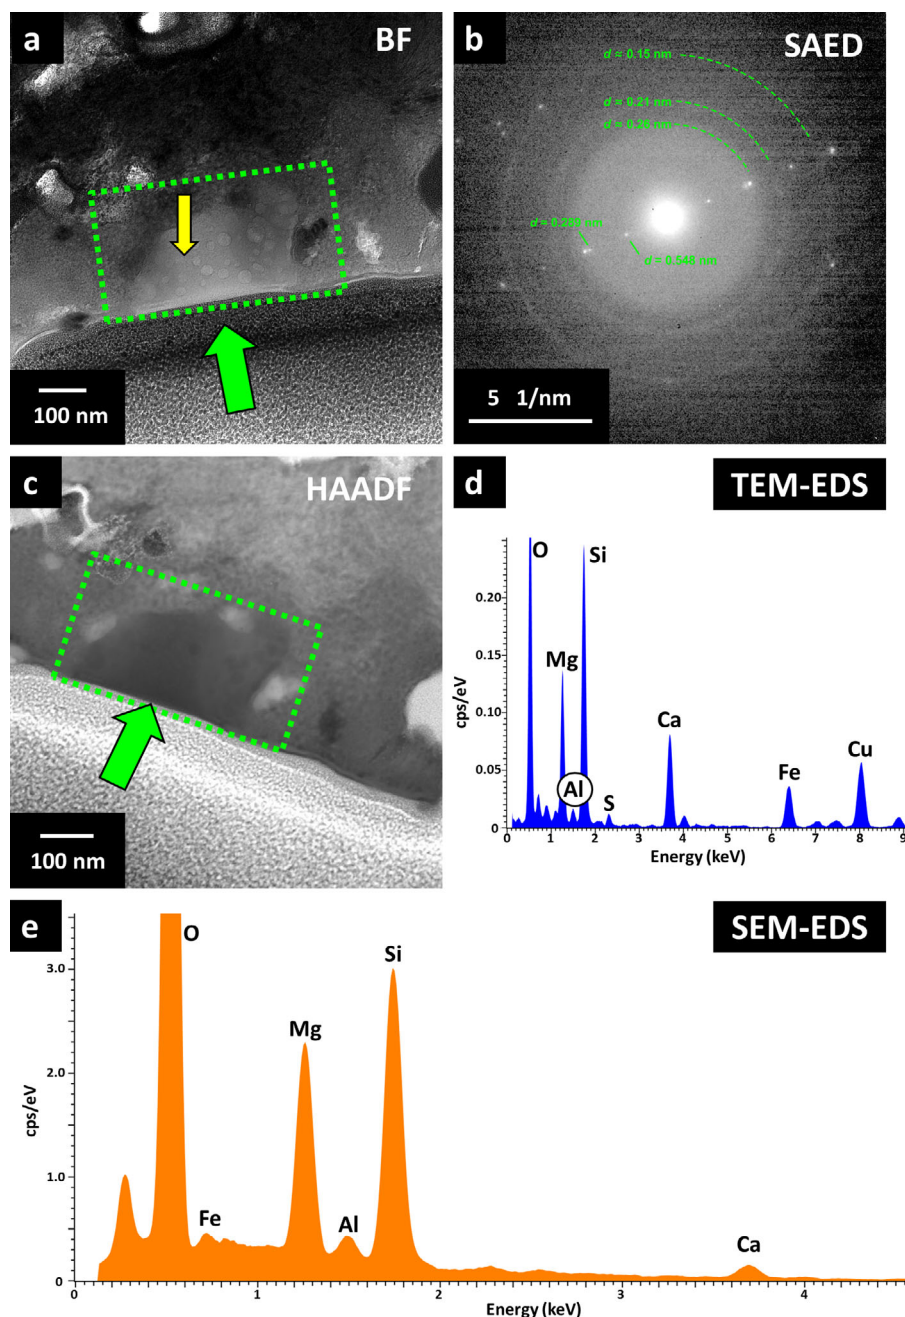 a
BF
100 nm
b
SAED
d ≈ 0.15 nm
d ≈ 0.21 nm
d ≈ 0.26 nm
d ≈ 0.288 nm
d ≈ 0.548 nm
5 1/nm
c
HAADF
100 nm
d
TEM-EDS
O
Si
Mg
Al
S
Ca
Fe
Cu
0.20
0.15
0.10
0.05
0
cps/eV
0 1 2 3 4 5 6 7 8 9
Energy (keV)
e
SEM-EDS
O
Si
Mg
Fe
Al
Ca
3.0
2.0
1.0
0
cps/eV
0 1 2 3 4
Energy (keV)